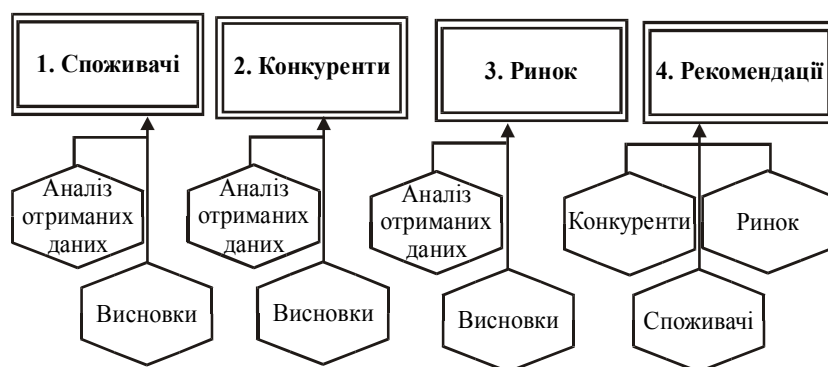 1. Споживачі
2. Конкуренти
3. Ринок
4. Рекомендації
Аналіз
отриманих
даних
Висновки
Аналіз
отриманих
даних
Висновки
Аналіз
отриманих
даних
Висновки
Конкуренти
Ринок
Споживачі